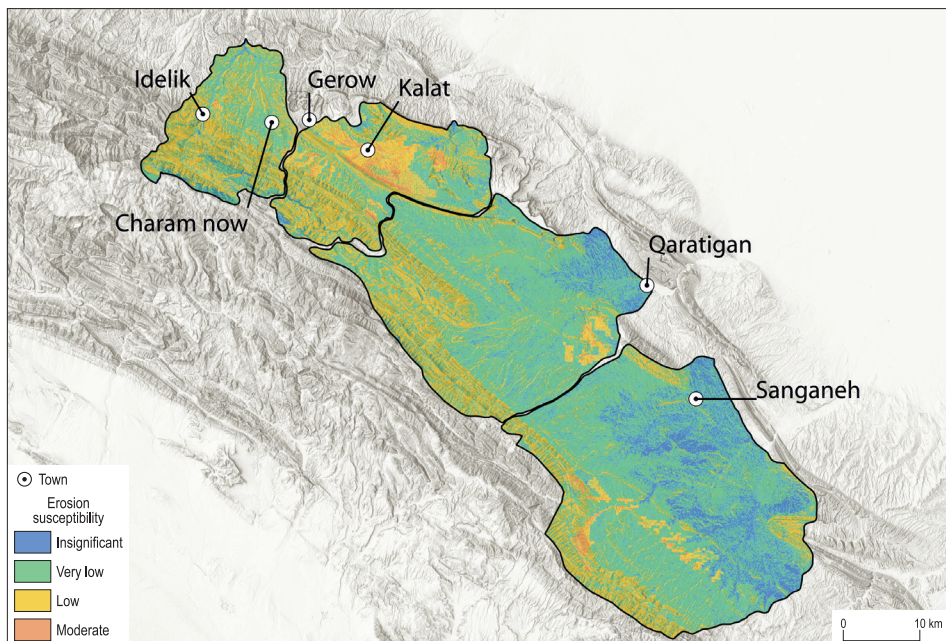 Idelik
Gerow
Kalat
Charam now
Qaratigan
Sanganeh
Town
Erosion
susceptibility
Insignificant
Very low
Low
Moderate
0 10 km